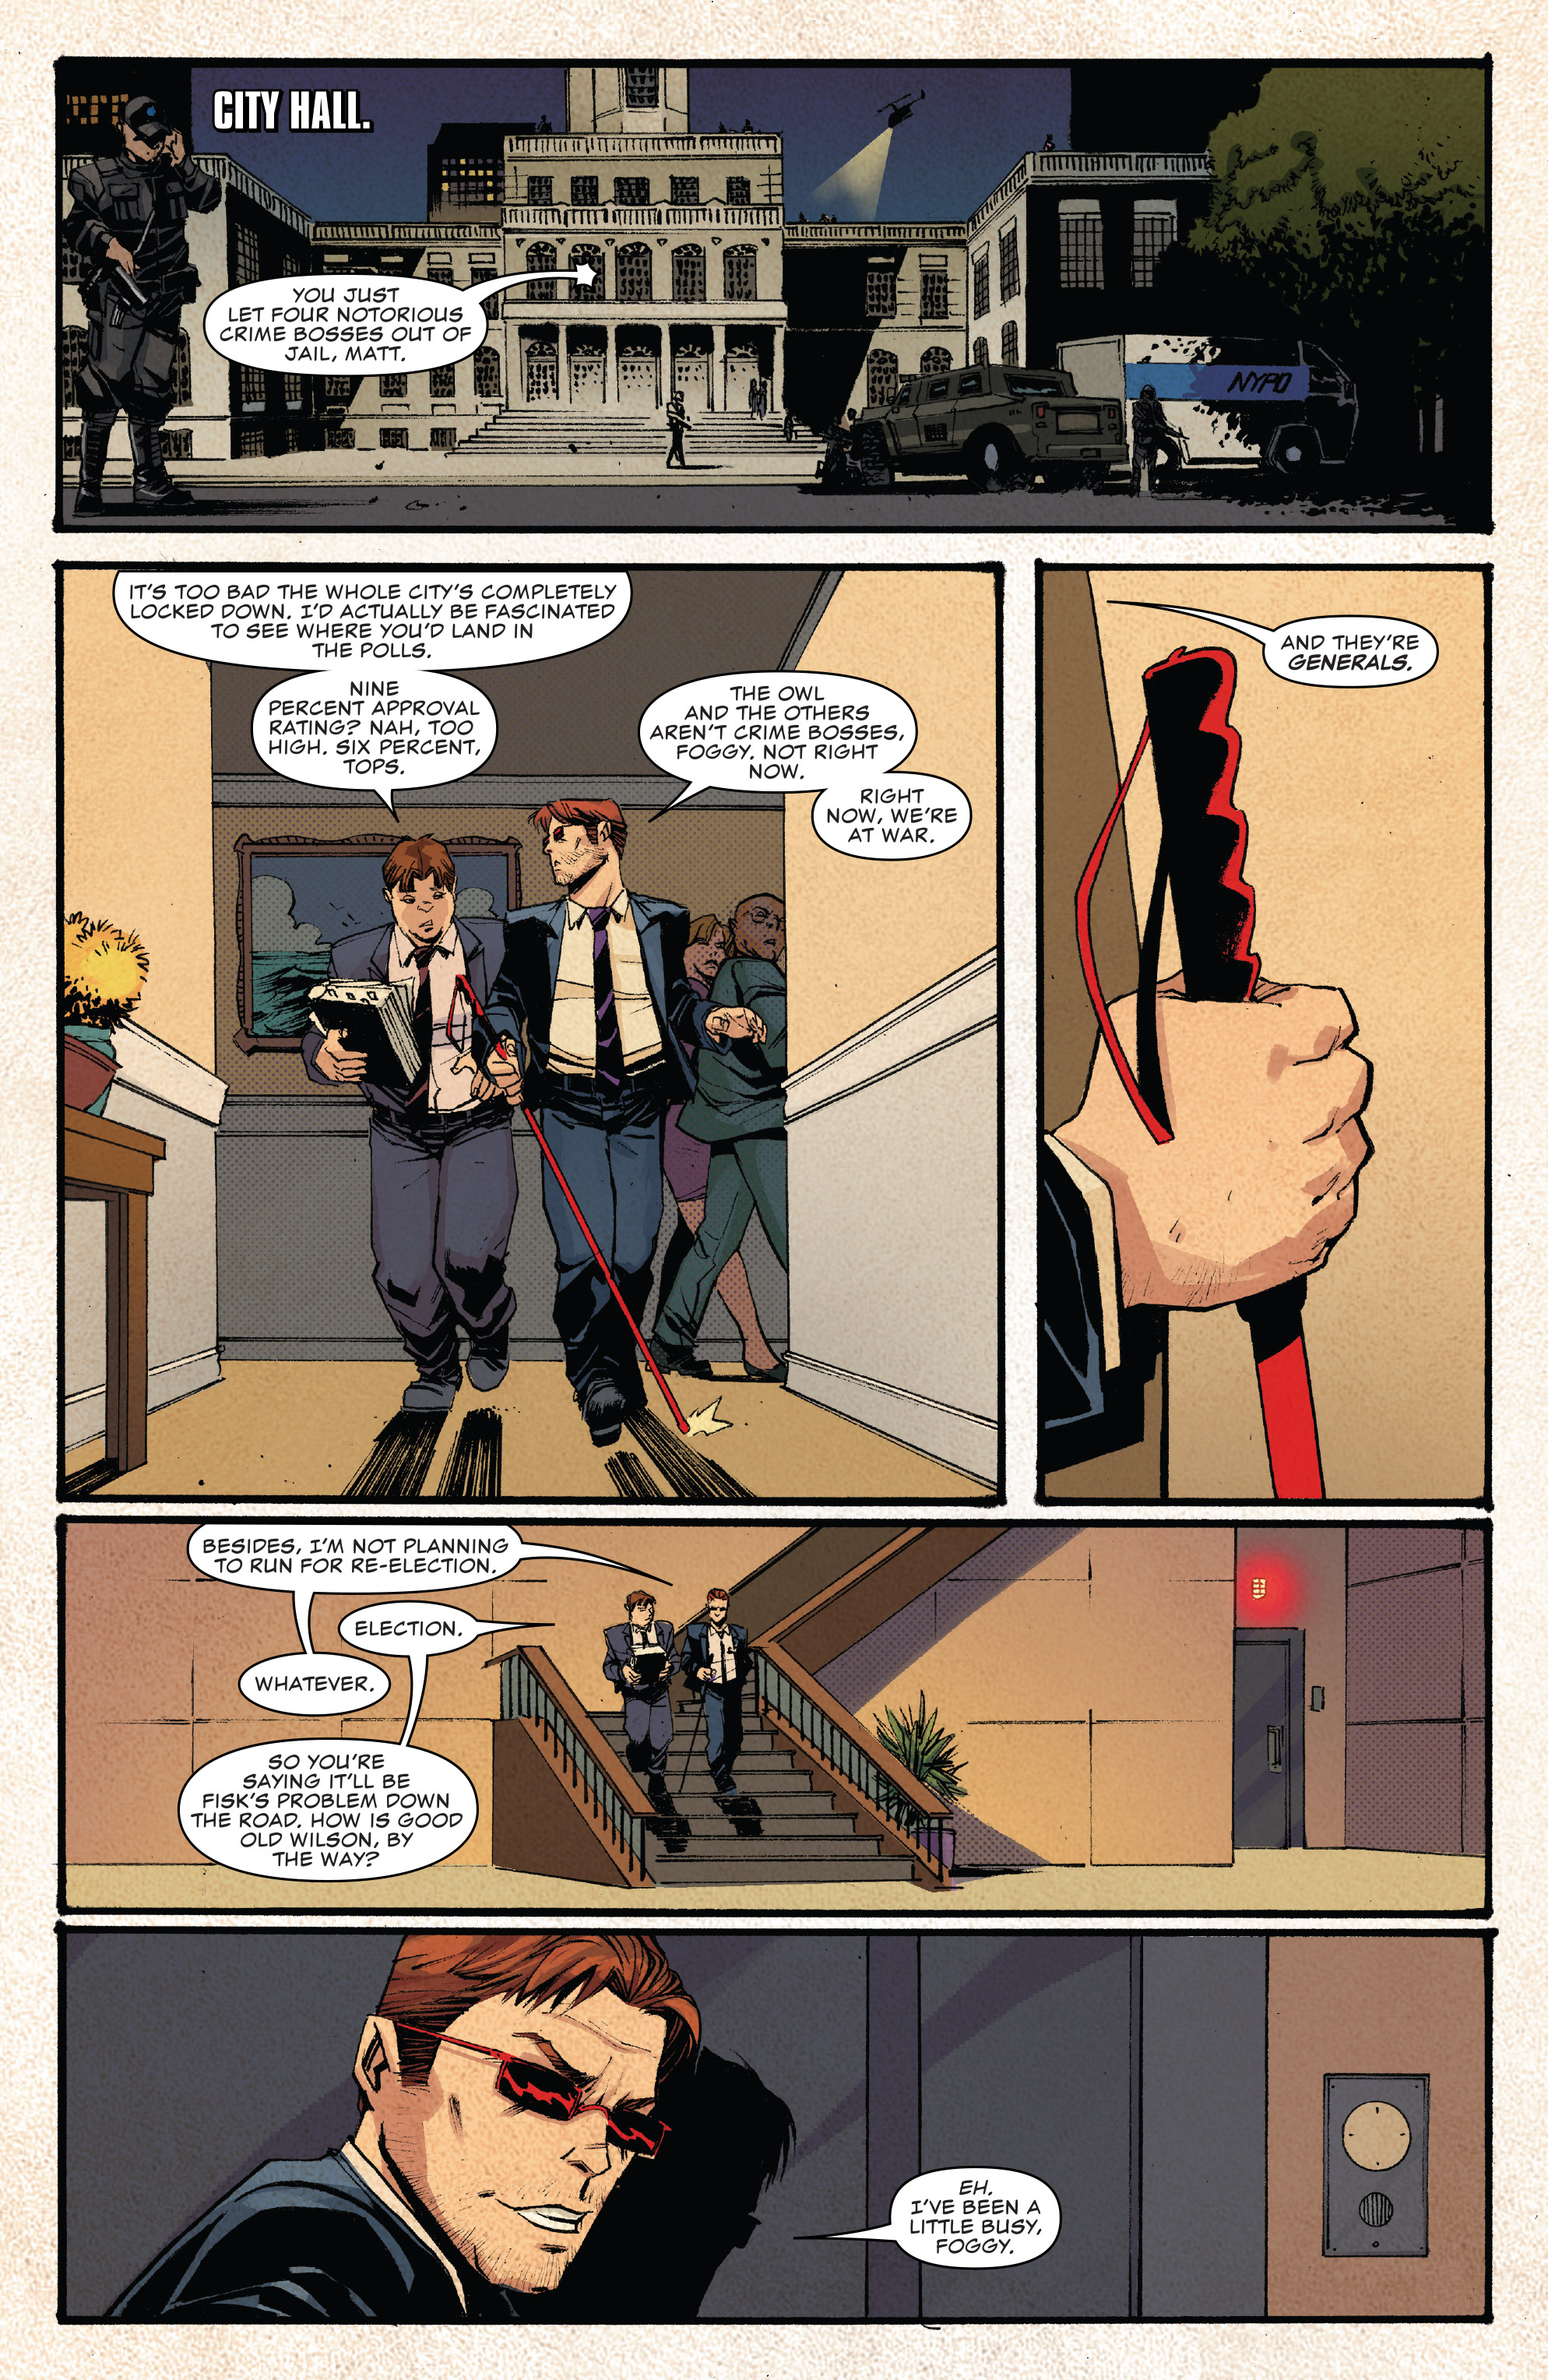 CITY HALL.
YOU JUST
LET FOUR NOTORIOUS
CRIME BOSSES OUT OF
JAIL, MATT.
NYPD
IT'S TOO BAD THE WHOLE CITY'S COMPLETELY
LOCKED DOWN. I'D ACTUALLY BE FASCINATED
TO SEE WHERE YOU'D LAND IN
THE POLLS.
NINE
PERCENT APPROVAL
RATING? NAH, TOO
HIGH. SIX PERCENT,
TOPS.
THE OWL
AND THE OTHERS
AREN'T CRIME BOSSES,
FOGGY. NOT RIGHT
NOW.
RIGHT
NOW, WE'RE
AT WAR.
AND THEY'RE
GENERALS.
BESIDES, I'M NOT PLANNING
TO RUN FOR RE-ELECTION.
ELECTION.
WHATEVER.
SO YOU'RE
SAYING IT'LL BE
FISK'S PROBLEM DOWN
THE ROAD. HOW IS GOOD
OLD WILSON, BY
THE WAY?
EH.
I'VE BEEN A
LITTLE BUSY,
FOGGY.